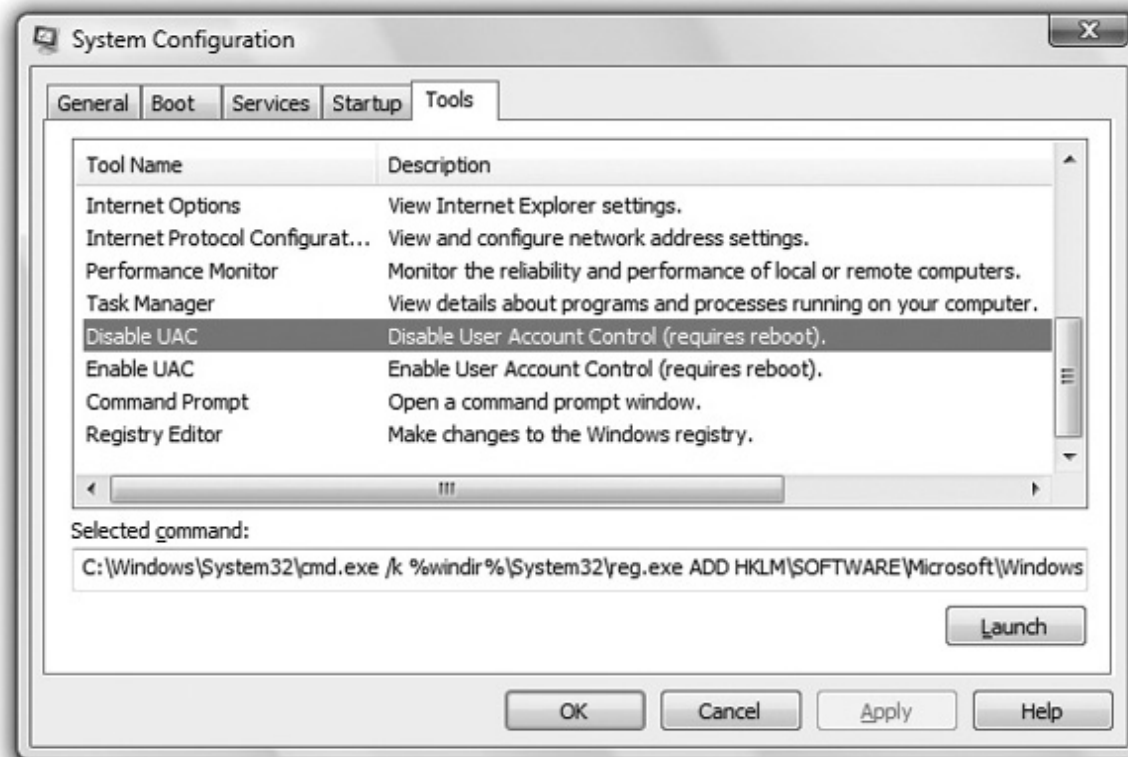 System Configuration
General Boot Services Startup Tools
Tool Name Description
Internet Options View Internet Explorer settings.
Internet Protocol Configurat... View and configure network address settings.
Performance Monitor Monitor the reliability and performance of local or remote computers.
Task Manager View details about programs and processes running on your computer.
Disable UAC Disable User Account Control (requires reboot).
Enable UAC Enable User Account Control (requires reboot).
Command Prompt Open a command prompt window.
Registry Editor Make changes to the Windows registry.
Selected command:
C:\Windows\System32\cmd.exe /k %windir%\System32\reg.exe ADD HKLM\SOFTWARE\Microsoft\Windows
Launch
OK Cancel Apply Help